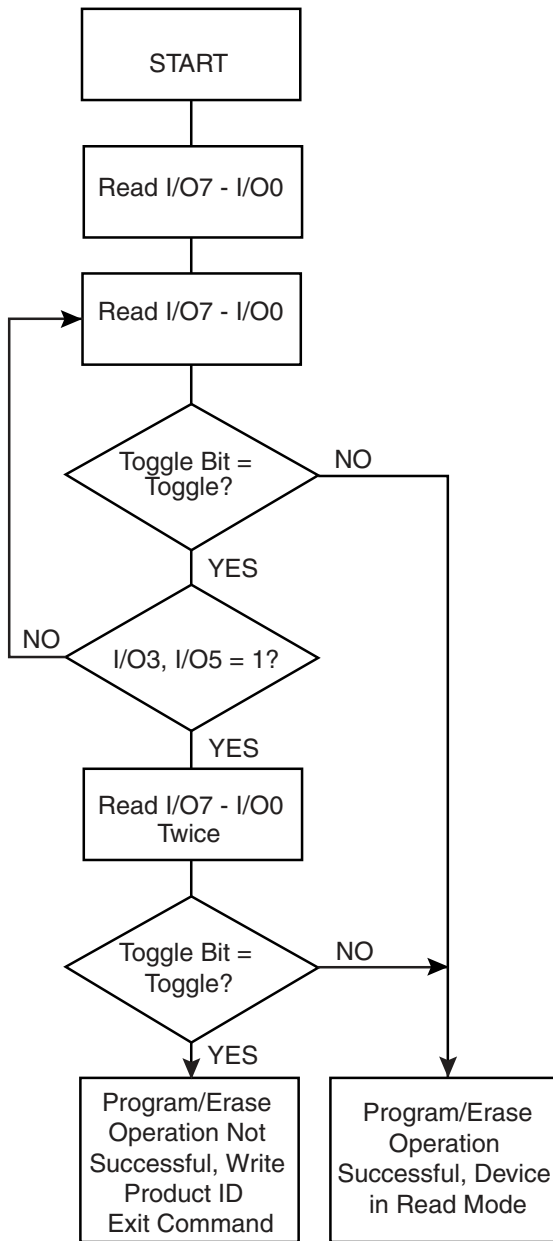 START
Read I/O7 - I/O0
Read I/O7 - I/O0
Toggle Bit =
Toggle?
NO
YES
NO
I/O3, I/O5 = 1?
YES
Read I/O7 - I/O0
Twice
Toggle Bit =
Toggle?
NO
YES
Program/Erase
Operation Not
Successful, Write
Product ID
Exit Command
Program/Erase
Operation
Successful, Device
in Read Mode